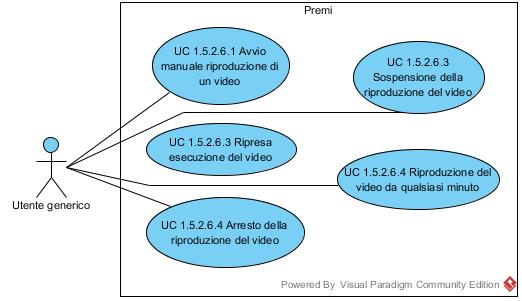 Premi
UC 1.5.2.6.1 Avvio
manuale riproduzione di
un video
UC 1.5.2.6.3
Sospensione della
riproduzione del video
UC 1.5.2.6.3 Ripresa
esecuzione del video
UC 1.5.2.6.4 Riproduzione del
video da qualsiasi minuto
Utente generico
UC 1.5.2.6.4 Arresto della
riproduzione del video
Powered By Visual Paradigm Community Edition